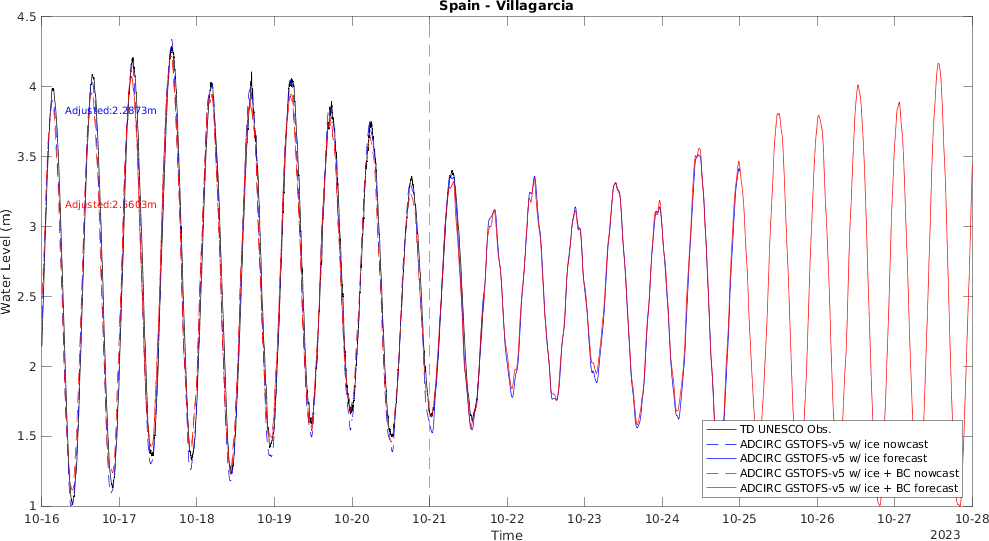 Spain - Villagarcia
4.5
4
3.5
3
2.5
2
1.5
1
Water Level (m)
Adjusted:2.2873m
Adjusted:2.5603m
TD UNESCO Obs.
ADCIRC GSTOFS-v5 w/ ice nowcast
ADCIRC GSTOFS-v5 w/ ice forecast
ADCIRC GSTOFS-v5 w/ ice + BC nowcast
ADCIRC GSTOFS-v5 w/ ice + BC forecast
10-16 10-17 10-18 10-19 10-20 10-21 10-22 10-23 10-24 10-25 10-26 10-27 10-28
Time
2023